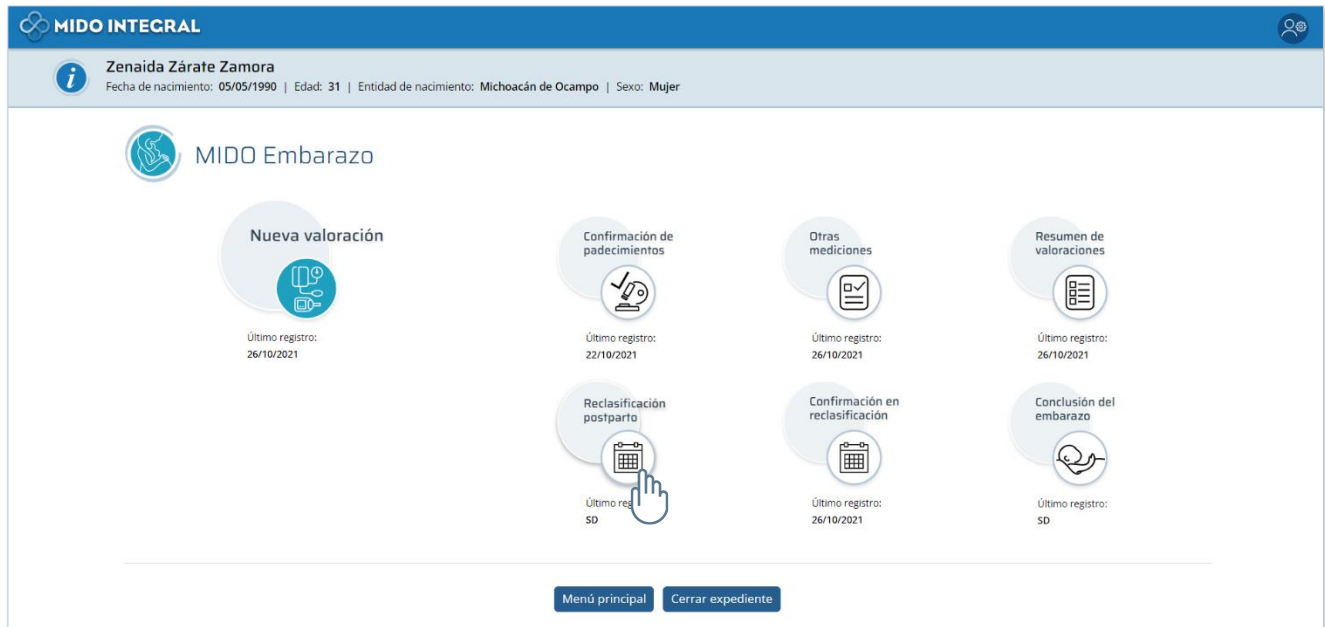 MIDO INTEGRAL
Zenaida Zárate Zamora
Fecha de nacimiento: 05/05/1990 | Edad: 31 | Entidad de nacimiento: Michoacán de Ocampo | Sexo: Mujer
MIDO Embarazo
Nueva valoración
Último registro:
26/10/2021
Confirmación de
padecimientos
Último registro:
22/10/2021
Otras
mediciones
Último registro:
26/10/2021
Resumen de
valoraciones
Último registro:
26/10/2021
Reclasificación
postparto
Último reg
SD
Confirmación en
reclasificación
Último registro:
26/10/2021
Conclusión del
embarazo
Último registro:
SD
Menú principal
Cerrar expediente